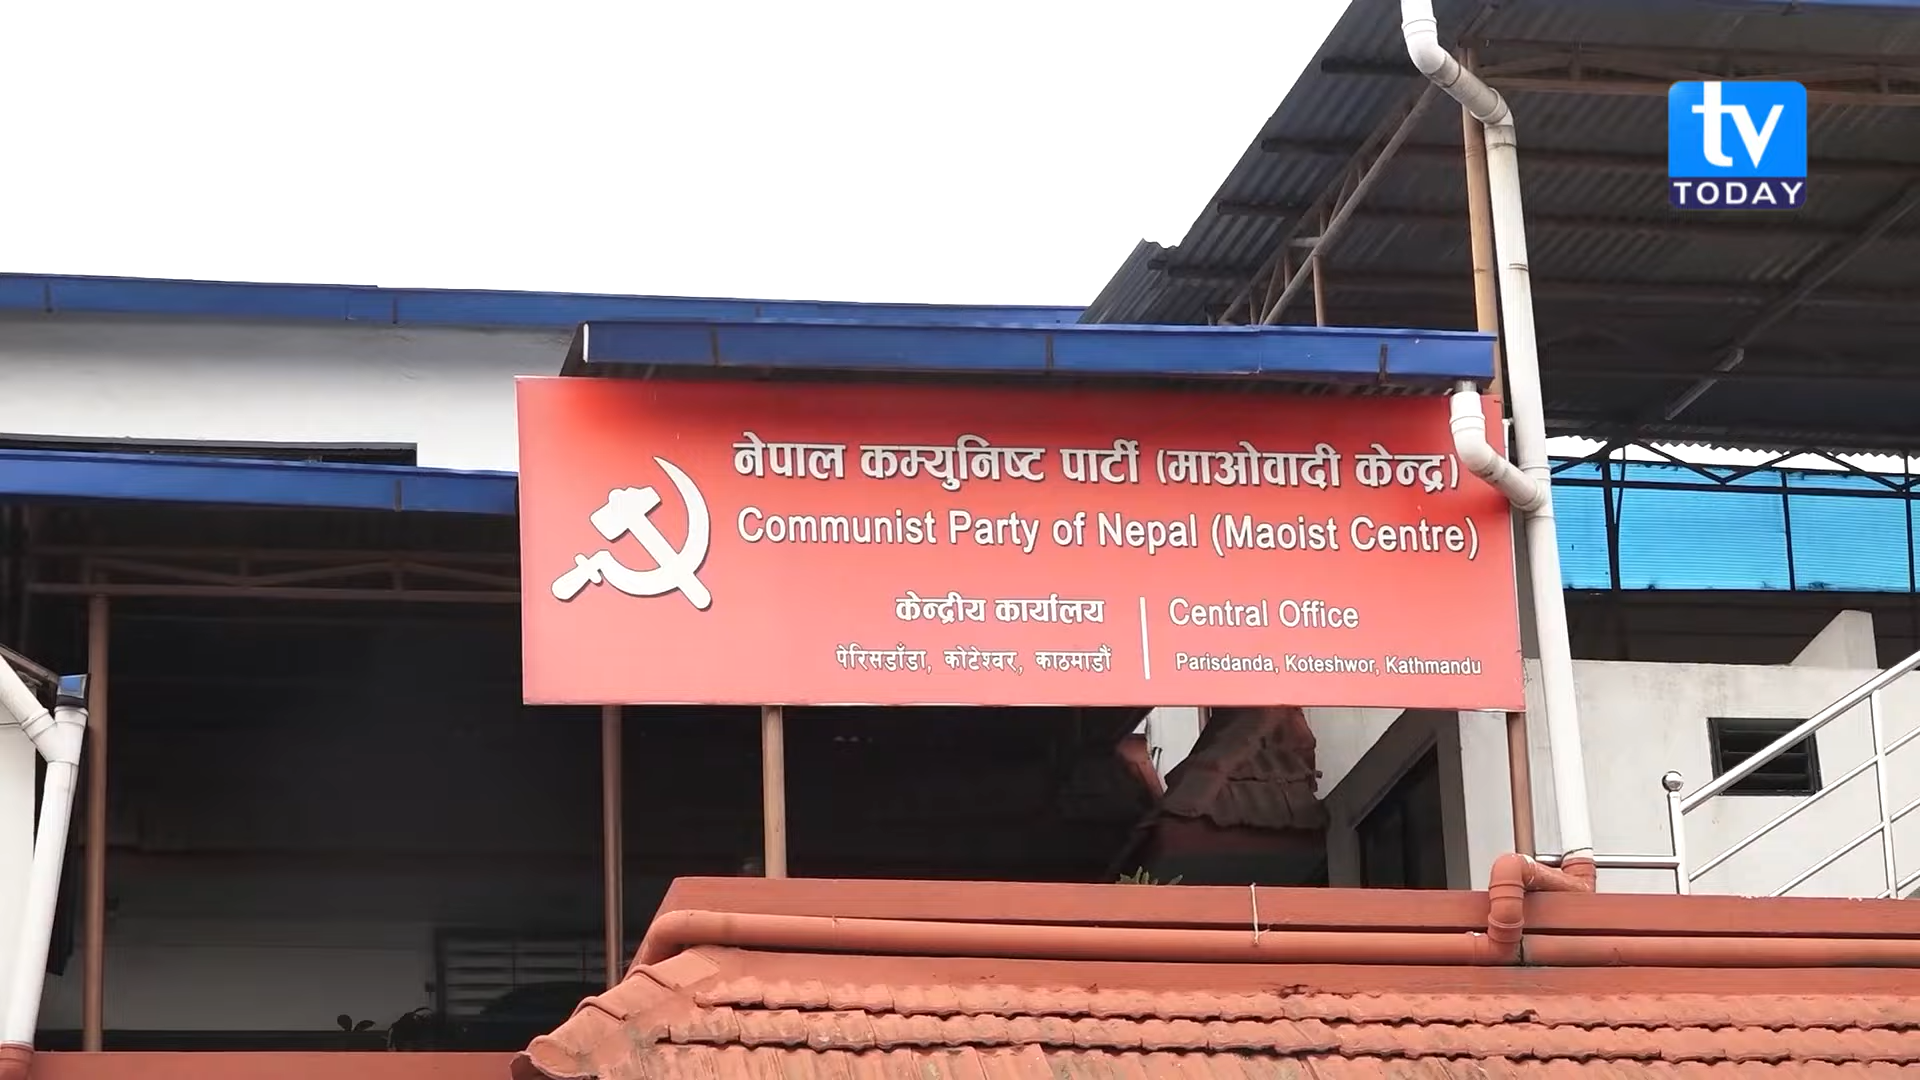 tv
TODAY
नेपाल कम्युनिष्ट पार्टी (माओवादी केन्द्र)
Communist Party of Nepal (Maoist Centre)
केन्द्रीय कार्यालय
पेरिसडाँडा, कोटेश्वर, काठमाडौं
Central Office
Parisdanda, Koteshwor, Kathmandu